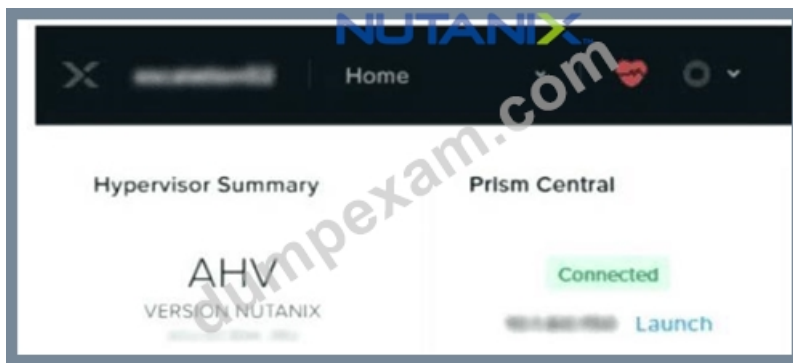 NUTANIX
Home
Hypervisor Summary
Prism Central
AHV
Connected
VERSION NUTANIX
Launch
dumpexam.com